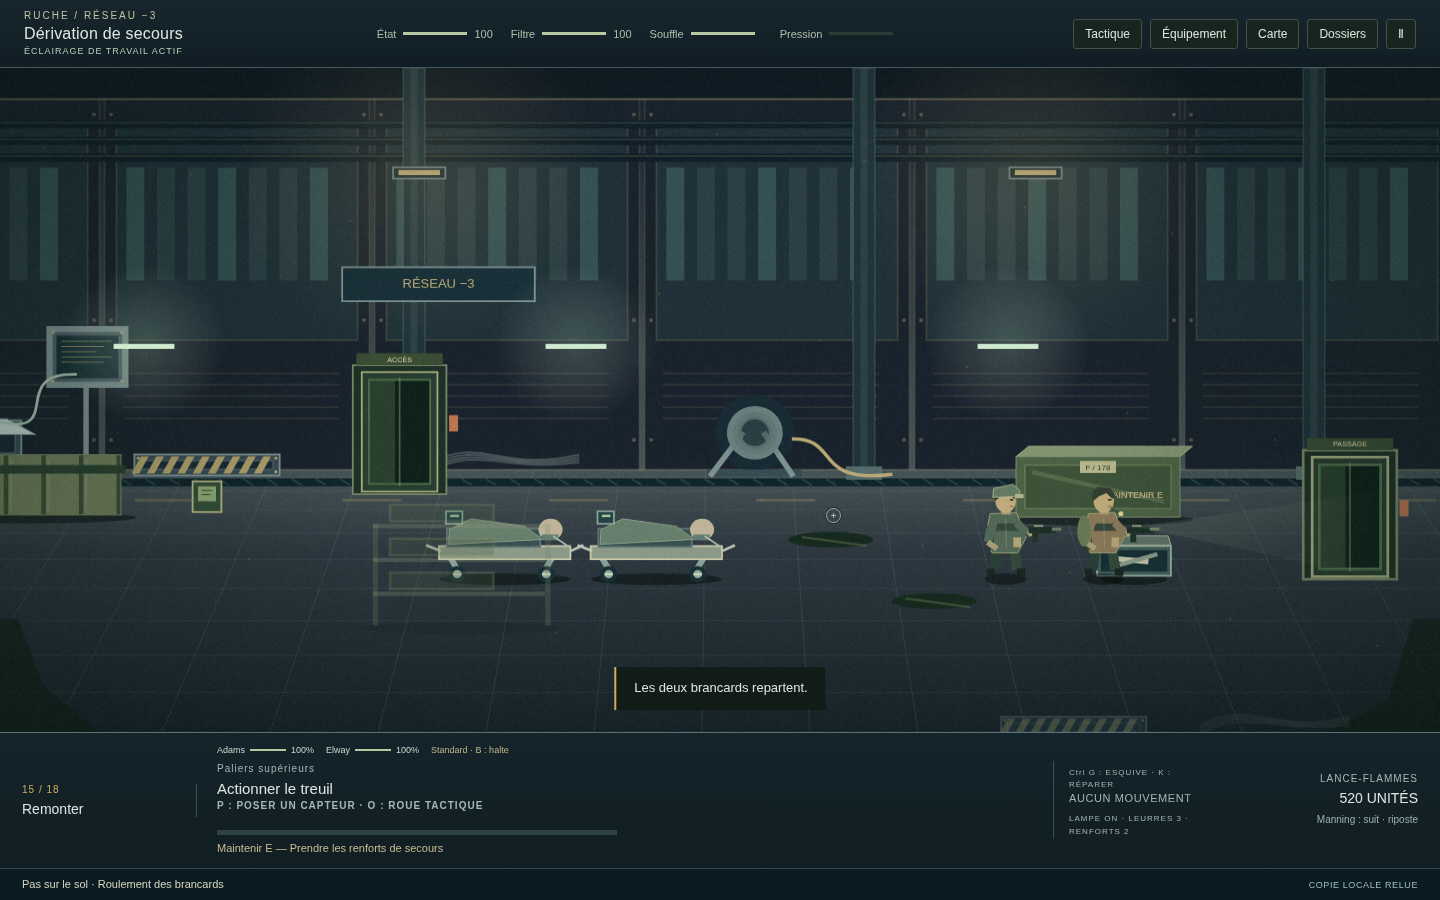 RUCHE / RÉSEAU −3
Dérivation de secours
ÉCLAIRAGE DE TRAVAIL ACTIF
État 100 Filtre 100 Souffle Pression
Tactique Équipement Carte Dossiers Ⅱ
RÉSEAU −3
ACCÈS
PASSAGE
F / 178
AINTENIR E
Les deux brancards repartent.
15 / 18
Remonter
Adams 100% Elway 100% Standard · B : halte
Paliers supérieurs
Actionner le treuil
P : POSER UN CAPTEUR · O : ROUE TACTIQUE
Maintenir E — Prendre les renforts de secours
Ctrl G : ESQUIVE · K :
RÉPARER
AUCUN MOUVEMENT
LAMPE ON · LEURRES 3 ·
RENFORTS 2
LANCE-FLAMMES
520 UNITÉS
Manning : suit · riposte
Pas sur le sol · Roulement des brancards
COPIE LOCALE RELUE